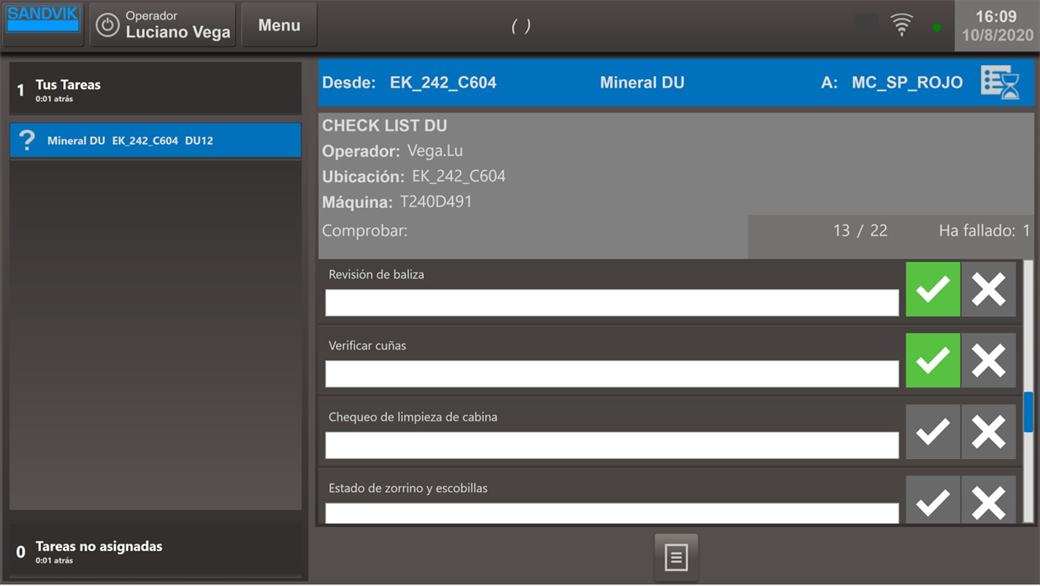 SANDVIK
Operador
Luciano Vega
Menu
( )
16:09
10/8/2020
1 Tus Tareas
0:01 atrás
? Mineral DU EK_242_C604 DU12
0 Tareas no asignadas
0:01 atrás
Desde: EK_242_C604 Mineral DU A: MC_SP_ROJO
CHECK LIST DU
Operador: Vega.Lu
Ubicación: EK_242_C604
Máquina: T240D491
Comprobar: 13 / 22 Ha fallado: 1
Revisión de baliza
Verificar cuñas
Chequeo de limpieza de cabina
Estado de zorrino y escobillas